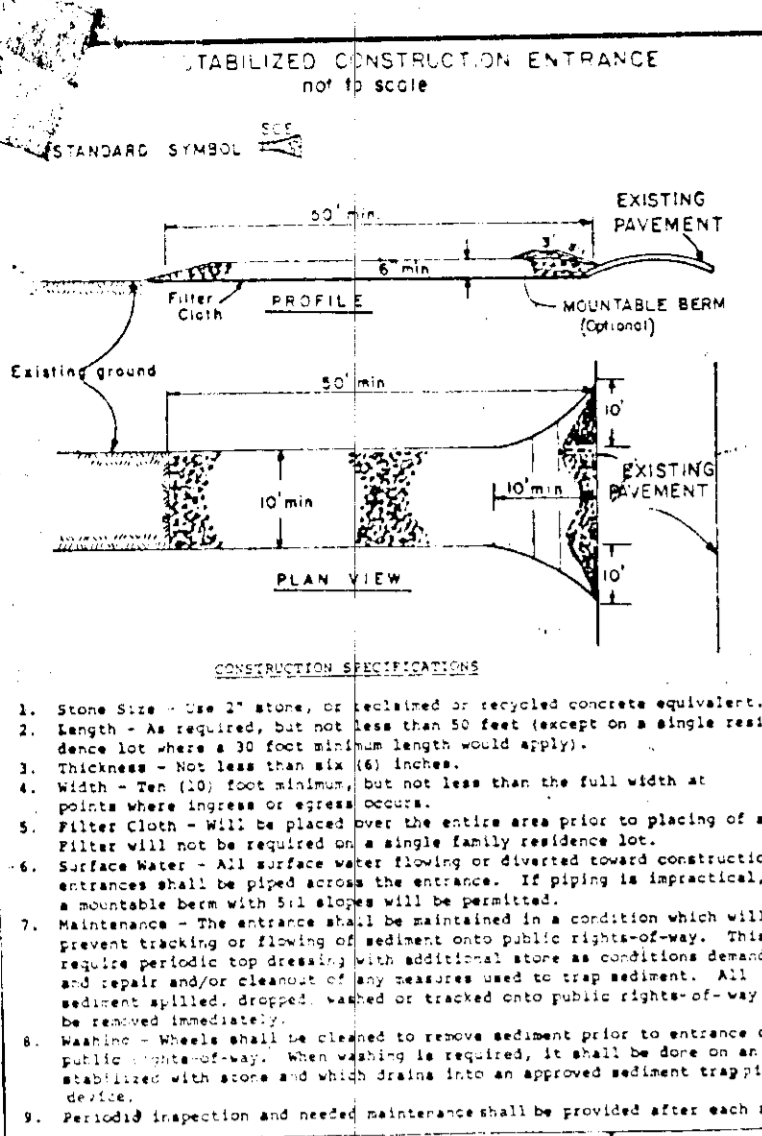 TABILIZED CONSTRUCTION ENTRANCE
not to scale
STANDARD SYMBOL SCE
50' min.
EXISTING
PAVEMENT
3'
6" min
Filter
Cloth
PROFILE
MOUNTABLE BERM
(Optional)
Existing ground
50' min
10'
10' min
10' min
EXISTING
PAVEMENT
10'
PLAN VIEW
CONSTRUCTION SPECIFICATIONS
1. Stone Size - Use 2" stone, or reclaimed or recycled concrete equivalent.
2. Length - As required, but not less than 50 feet (except on a single resi
dence lot where a 30 foot minimum length would apply).
3. Thickness - Not less than six (6) inches.
4. Width - Ten (10) foot minimum, but not less than the full width at
points where ingress or egress occurs.
5. Filter Cloth - Will be placed over the entire area prior to placing of s
Filter will not be required on a single family residence lot.
6. Surface Water - All surface water flowing or diverted toward constructio
entrances shall be piped across the entrance. If piping is impractical,
a mountable berm with 5:1 slopes will be permitted.
7. Maintenance - The entrance shall be maintained in a condition which will
prevent tracking or flowing of sediment onto public rights-of-way. This
require periodic top dressing with additional stone as conditions demand
and repair and/or cleanout of any measures used to trap sediment. All
sediment spilled, dropped, washed or tracked onto public rights-of-way
be removed immediately.
8. Washing - Wheels shall be cleaned to remove sediment prior to entrance o
public rights-of-way. When washing is required, it shall be done on an
stabilized with stone and which drains into an approved sediment trappi
device.
9. Periodid inspection and needed maintenance shall be provided after each